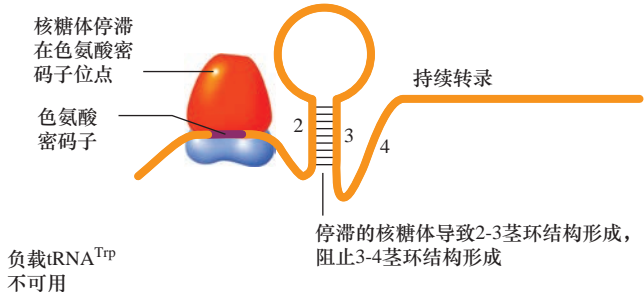 核糖体停滞
在色氨酸密
码子位点
色氨酸
密码子
2
3
4
持续转录
停滞的核糖体导致2-3茎环结构形成，
阻止3-4茎环结构形成
负载tRNAᵀʳᵖ
不可用